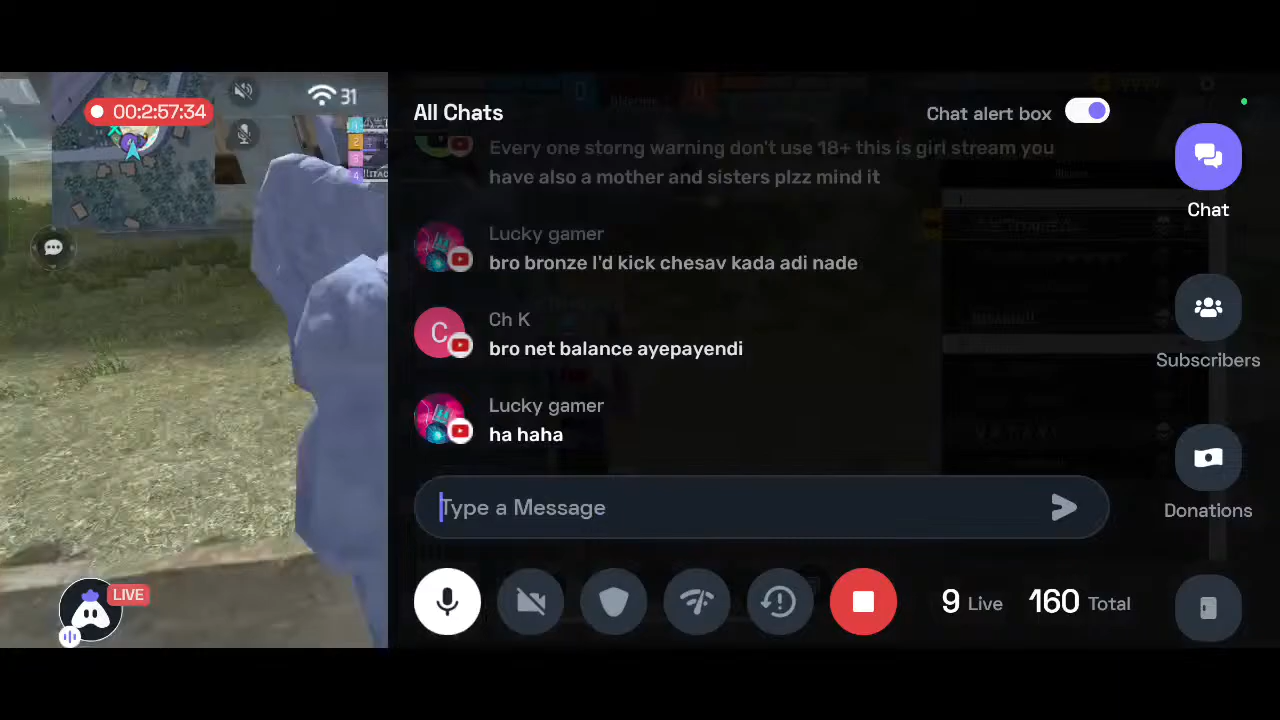 00:2:57:34
31
All Chats
Chat alert box
Every one storng warning don't use 18+ this is girl stream you
have also a mother and sisters plzz mind it
Chat
Lucky gamer
bro bronze I'd kick chesav kada adi nade
Ch K
C
bro net balance ayepayendi
Subscribers
Lucky gamer
ha haha
Type a Message
Donations
LIVE
9 Live 160 Total